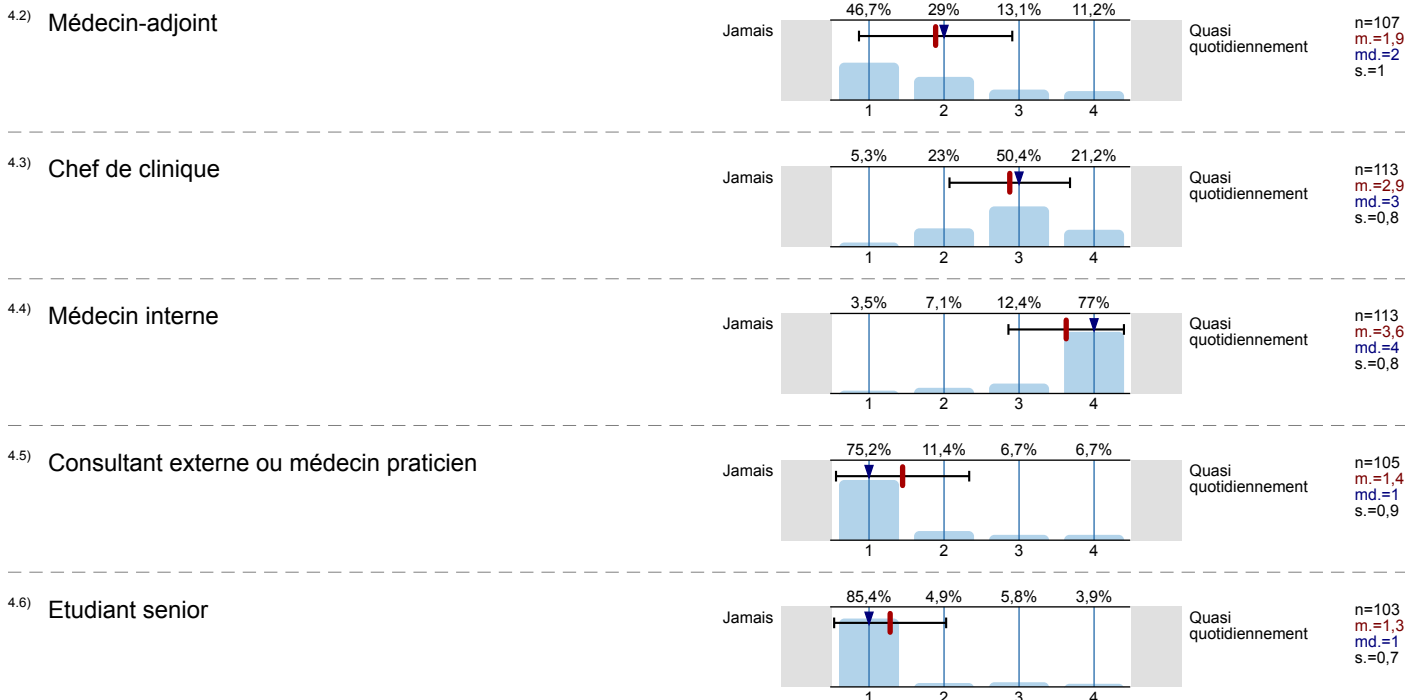 46,7% 29% 13,1% 11,2%
4.2) Médecin-adjoint
Jamais
Quasi
quotidiennement
n=107
m.=1,9
md.=2
s.=1
1 2 3 4
5,3% 23% 50,4% 21,2%
4.3) Chef de clinique
Jamais
Quasi
quotidiennement
n=113
m.=2,9
md.=3
s.=0,8
1 2 3 4
3,5% 7,1% 12,4% 77%
4.4) Médecin interne
Jamais
Quasi
quotidiennement
n=113
m.=3,6
md.=4
s.=0,8
1 2 3 4
75,2% 11,4% 6,7% 6,7%
4.5) Consultant externe ou médecin praticien
Jamais
Quasi
quotidiennement
n=105
m.=1,4
md.=1
s.=0,9
1 2 3 4
85,4% 4,9% 5,8% 3,9%
4.6) Etudiant senior
Jamais
Quasi
quotidiennement
n=103
m.=1,3
md.=1
s.=0,7
1 2 3 4